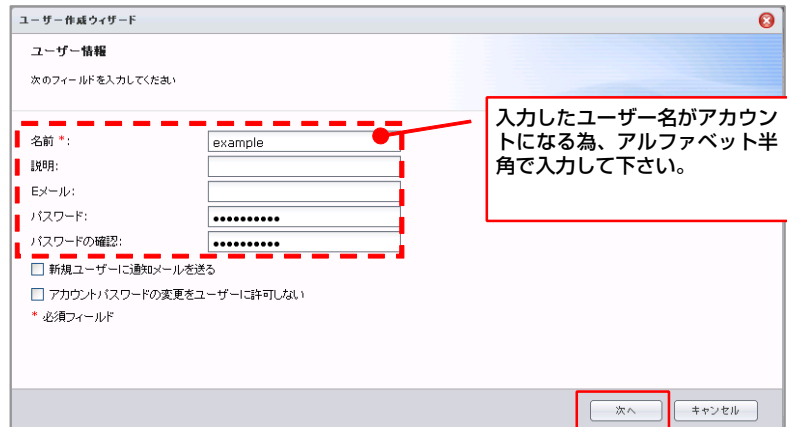 ユーザー作成ウィザード
ユーザー情報
次のフィールドを入力してください
入力したユーザー名がアカウン
トになる為、アルファベット半
角で入力して下さい。
名前 *:
example
説明:
Eメール:
パスワード:
••••••••••
パスワードの確認:
••••••••••
新規ユーザーに通知メールを送る
アカウントパスワードの変更をユーザーに許可しない
* 必須フィールド
次へ
キャンセル